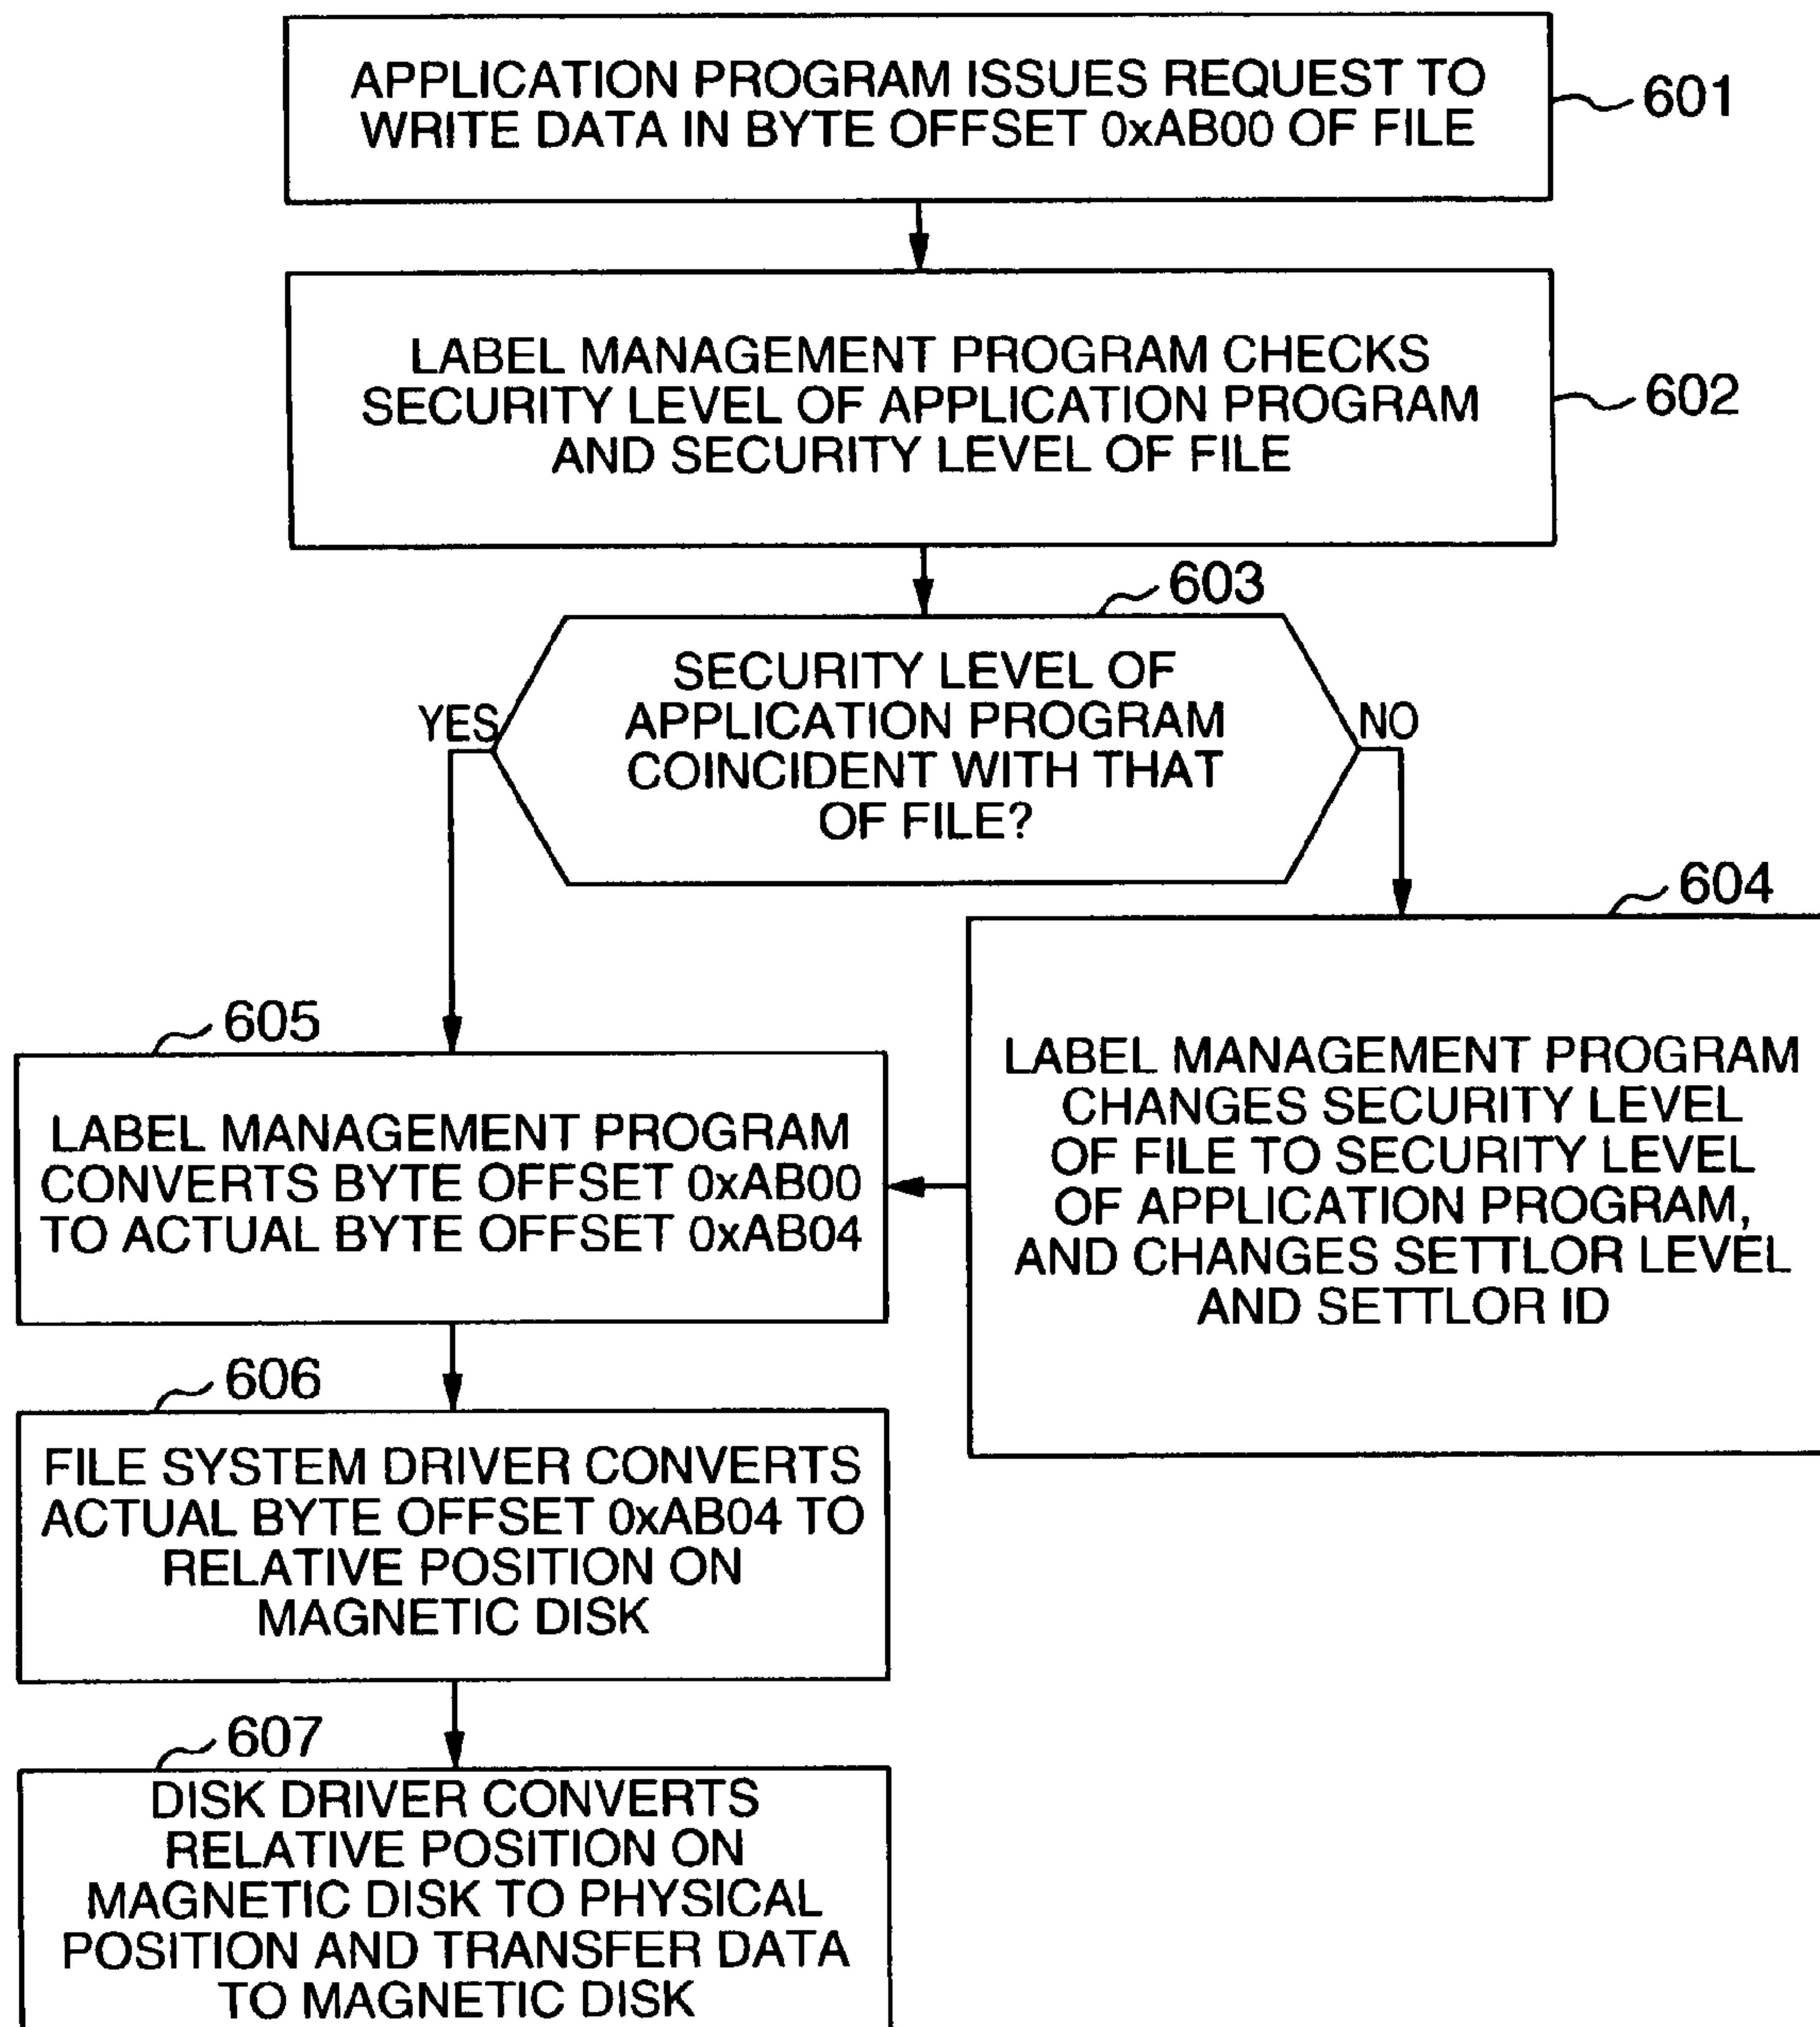 APPLICATION PROGRAM ISSUES REQUEST TO
WRITE DATA IN BYTE OFFSET 0xAB00 OF FILE
601
LABEL MANAGEMENT PROGRAM CHECKS
SECURITY LEVEL OF APPLICATION PROGRAM
AND SECURITY LEVEL OF FILE
602
603
SECURITY LEVEL OF
APPLICATION PROGRAM
COINCIDENT WITH THAT
OF FILE?
YES
NO
604
LABEL MANAGEMENT PROGRAM
CHANGES SECURITY LEVEL
OF FILE TO SECURITY LEVEL
OF APPLICATION PROGRAM,
AND CHANGES SETTLOR LEVEL
AND SETTLOR ID
605
LABEL MANAGEMENT PROGRAM
CONVERTS BYTE OFFSET 0xAB00
TO ACTUAL BYTE OFFSET 0xAB04
606
FILE SYSTEM DRIVER CONVERTS
ACTUAL BYTE OFFSET 0xAB04 TO
RELATIVE POSITION ON
MAGNETIC DISK
607
DISK DRIVER CONVERTS
RELATIVE POSITION ON
MAGNETIC DISK TO PHYSICAL
POSITION AND TRANSFER DATA
TO MAGNETIC DISK